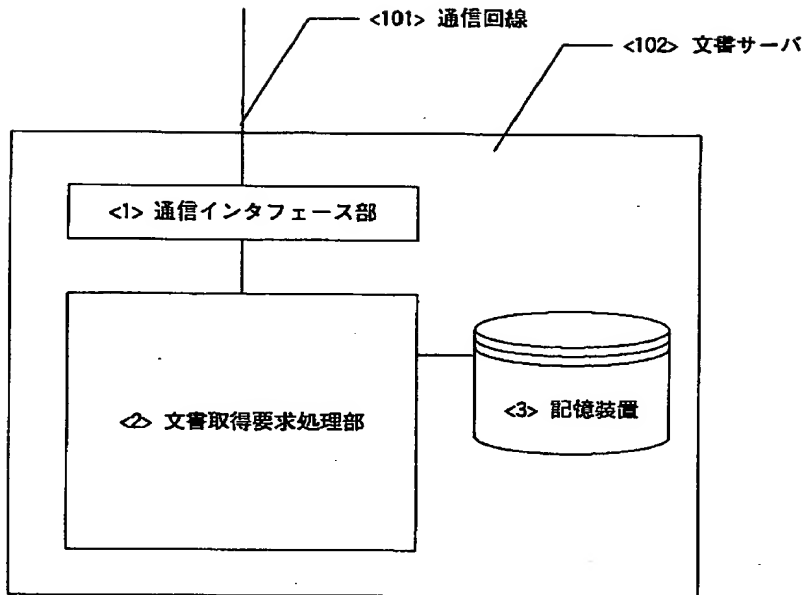 <101> 通信回線
<102> 文書サーバ
<1> 通信インタフェース部
<2> 文書取得要求処理部
<3> 記憶装置